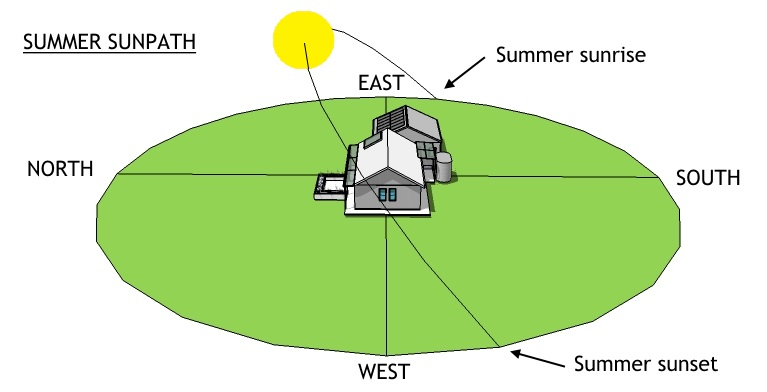 SUMMER SUNPATH
Summer sunrise
EAST
NORTH
SOUTH
WEST
Summer sunset